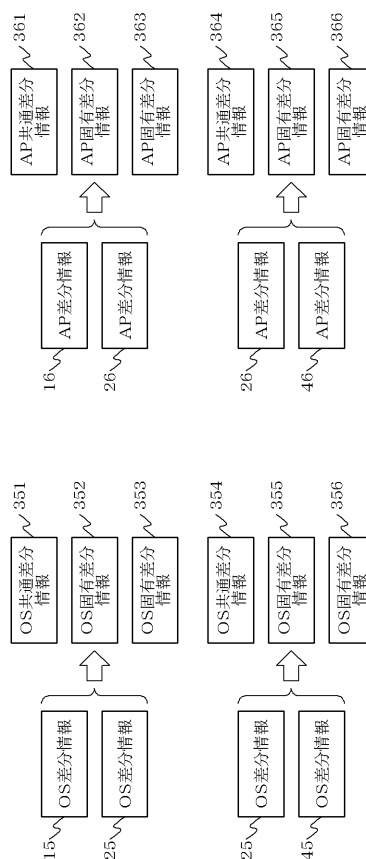 15
OS差分情報
25
OS差分情報
OS共通差分
情報
351
OS固有差分
情報
352
OS固有差分
情報
353
25
OS差分情報
45
OS差分情報
OS共通差分
情報
354
OS固有差分
情報
355
OS固有差分
情報
356
16
AP差分情報
26
AP差分情報
AP共通差分
情報
361
AP固有差分
情報
362
AP固有差分
情報
363
26
AP差分情報
46
AP差分情報
AP共通差分
情報
364
AP固有差分
情報
365
AP固有差分
情報
366